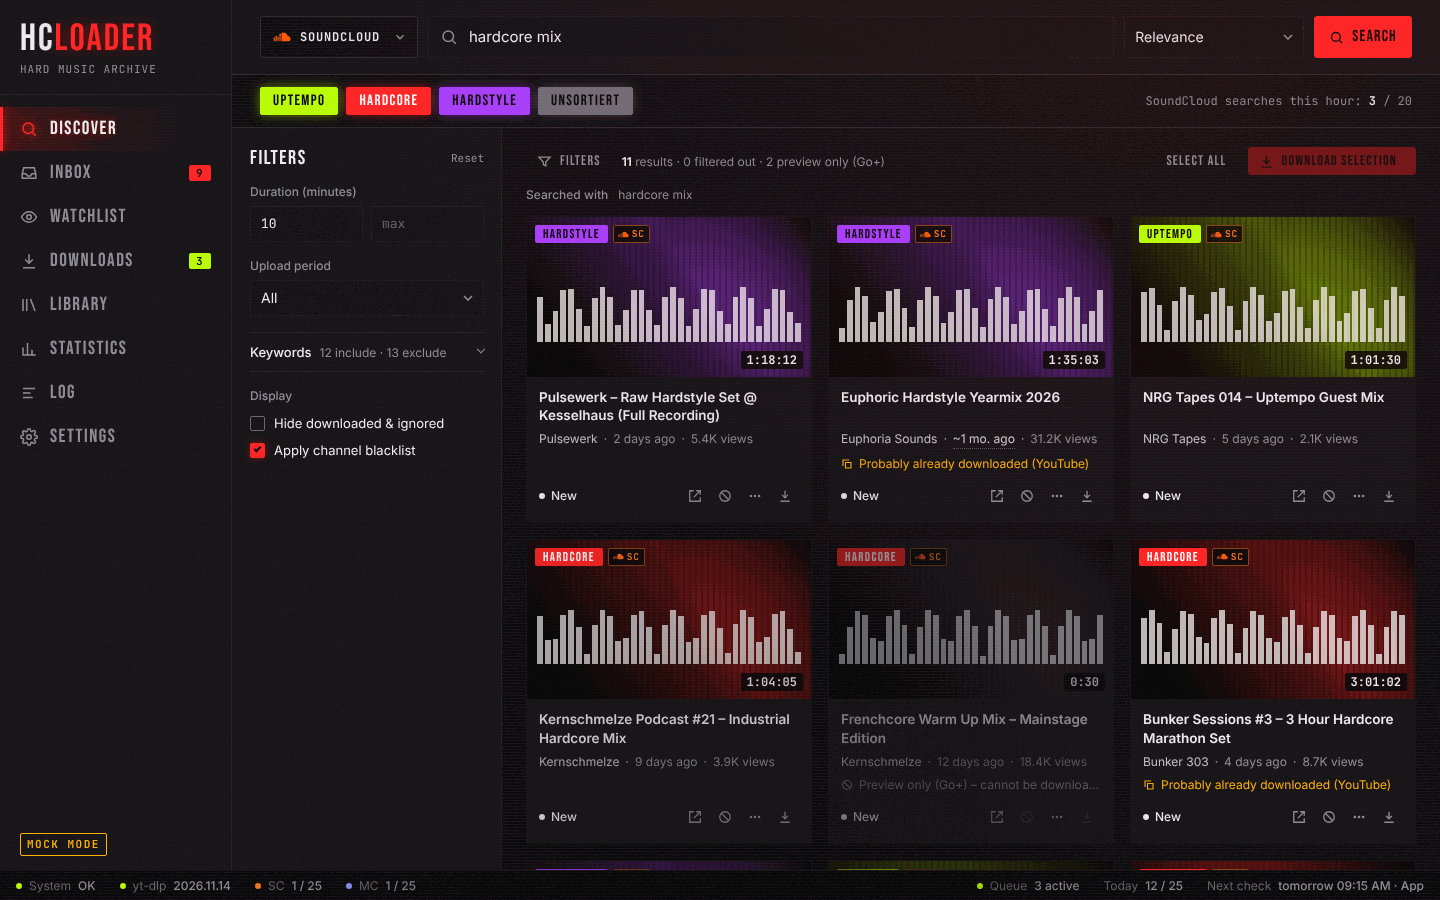 HCLOADER
HARD MUSIC ARCHIVE
DISCOVER
INBOX 9
WATCHLIST
DOWNLOADS 3
LIBRARY
STATISTICS
LOG
SETTINGS
MOCK MODE
SOUNDCLOUD
hardcore mix
Relevance
SEARCH
UPTEMPO HARDCORE HARDSTYLE UNSORTIERT
SoundCloud searches this hour: 3 / 20
FILTERS Reset
Duration (minutes)
10 max
Upload period
All
Keywords 12 include · 13 exclude
Display
Hide downloaded & ignored
Apply channel blacklist
FILTERS 11 results · 0 filtered out · 2 preview only (Go+)
SELECT ALL DOWNLOAD SELECTION
Searched with hardcore mix
HARDSTYLE SC
1:18:12
Pulsewerk – Raw Hardstyle Set @
Kesselhaus (Full Recording)
Pulsewerk · 2 days ago · 5.4K views
New
HARDSTYLE SC
1:35:03
Euphoric Hardstyle Yearmix 2026
Euphoria Sounds · ~1 mo. ago · 31.2K views
Probably already downloaded (YouTube)
New
UPTEMPO SC
1:01:30
NRG Tapes 014 – Uptempo Guest Mix
NRG Tapes · 5 days ago · 2.1K views
New
HARDCORE SC
1:04:05
Kernschmelze Podcast #21 – Industrial
Hardcore Mix
Kernschmelze · 9 days ago · 3.9K views
New
HARDCORE SC
0:30
Frenchcore Warm Up Mix – Mainstage
Edition
Kernschmelze · 12 days ago · 18.4K views
Preview only (Go+) – cannot be downloa...
New
HARDCORE SC
3:01:02
Bunker Sessions #3 – 3 Hour Hardcore
Marathon Set
Bunker 303 · 4 days ago · 8.7K views
Probably already downloaded (YouTube)
New
System OK yt-dlp 2026.11.14 SC 1 / 25 MC 1 / 25
Queue 3 active Today 12 / 25 Next check tomorrow 09:15 AM · App